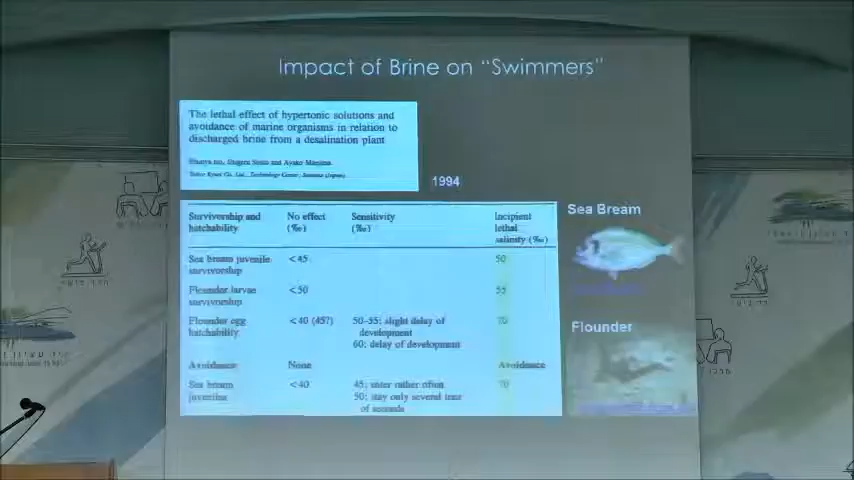 Impact of Brine on “Swimmers”
The lethal effect of hypertonic solutions and
avoidance of marine organisms in relation to
discharged brine from a desalination plant
1994
Survivorship and hatchability No effect (‰) Sensitivity (‰) Incipient lethal salinity (‰)
Sea bream juvenile survivorship <45 50
Flounder larvae survivorship <50 55
Flounder egg hatchability <40 (45?) 50-55; slight delay of development 70
60; delay of development
Avoidance None Avoidance
Sea bream juveniles <40 45; enter rather often 70
50; stay only several tens of seconds
Sea Bream
Flounder